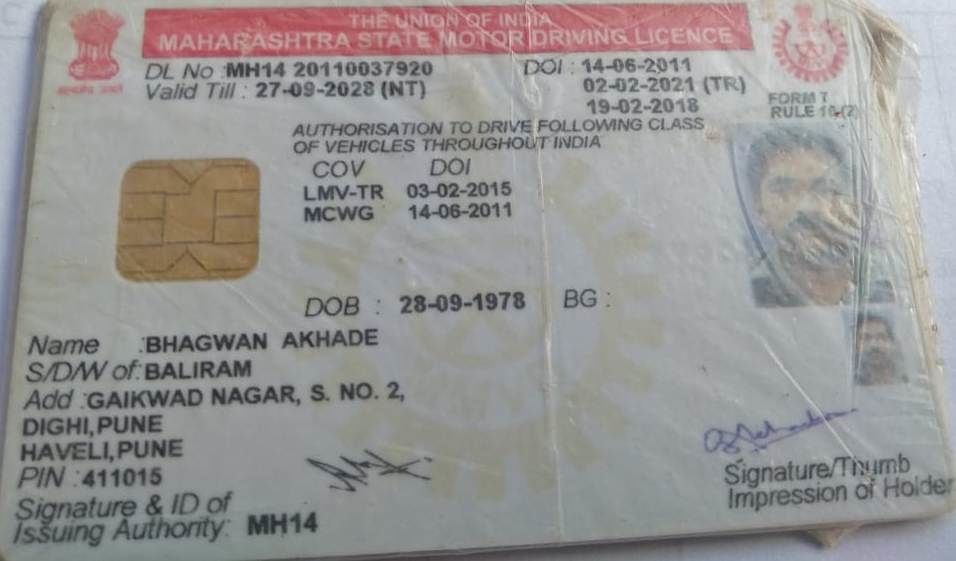 THE UNION OF INDIA
MAHARASHTRA STATE MOTOR DRIVING LICENCE
DL No : MH14 20110037920 DOI : 14-06-2011
Valid Till : 27-09-2028 (NT) 02-02-2021 (TR)
19-02-2018
FORM 7
RULE 16-(2)
AUTHORISATION TO DRIVE FOLLOWING CLASS
OF VEHICLES THROUGHOUT INDIA
COV DOI
LMV-TR 03-02-2015
MCWG 14-06-2011
DOB : 28-09-1978 BG :
Name : BHAGWAN AKHADE
S/D/W of : BALIRAM
Add : GAIKWAD NAGAR, S. NO. 2,
DIGHI,PUNE
HAVELI,PUNE
PIN : 411015
Signature & ID of
Issuing Authority: MH14
Signature/Thumb
Impression of Holder